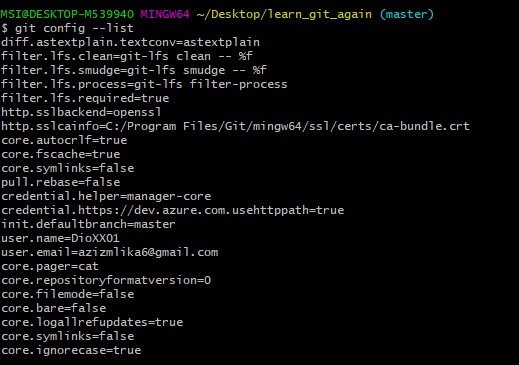 MSI@DESKTOP-M53994O MINGW64 ~/Desktop/learn_git_again (master)
$ git config --list
diff.astextplain.textconv=astextplain
filter.lfs.clean=git-lfs clean -- %f
filter.lfs.smudge=git-lfs smudge -- %f
filter.lfs.process=git-lfs filter-process
filter.lfs.required=true
http.sslbackend=openssl
http.sslcainfo=C:/Program Files/Git/mingw64/ssl/certs/ca-bundle.crt
core.autocrlf=true
core.fscache=true
core.symlinks=false
pull.rebase=false
credential.helper=manager-core
credential.https://dev.azure.com.usehttppath=true
init.defaultbranch=master
user.name=DioXX01
user.email=azizmlika6@gmail.com
core.pager=cat
core.repositoryformatversion=0
core.filemode=false
core.bare=false
core.logallrefupdates=true
core.symlinks=false
core.ignorecase=true